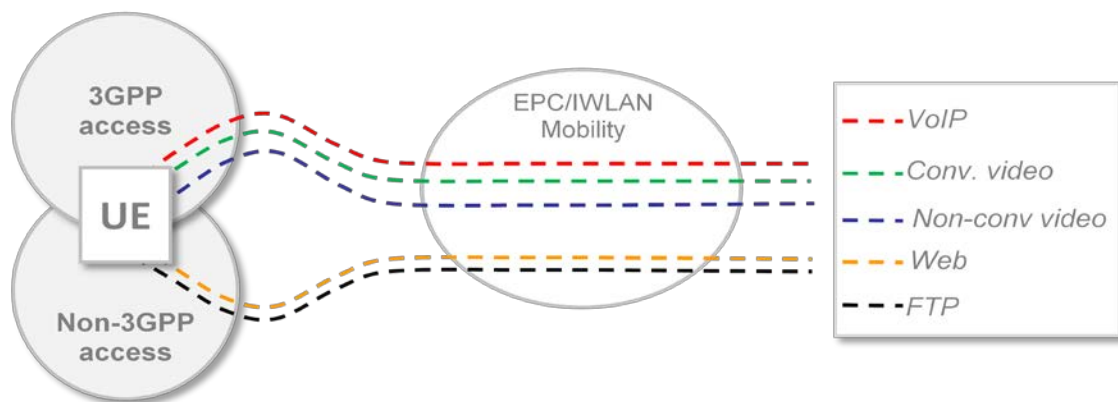 3GPP
access
UE
Non-3GPP
access
EPC/IWLAN
Mobility
VoIP
Conv. video
Non-conv video
Web
FTP